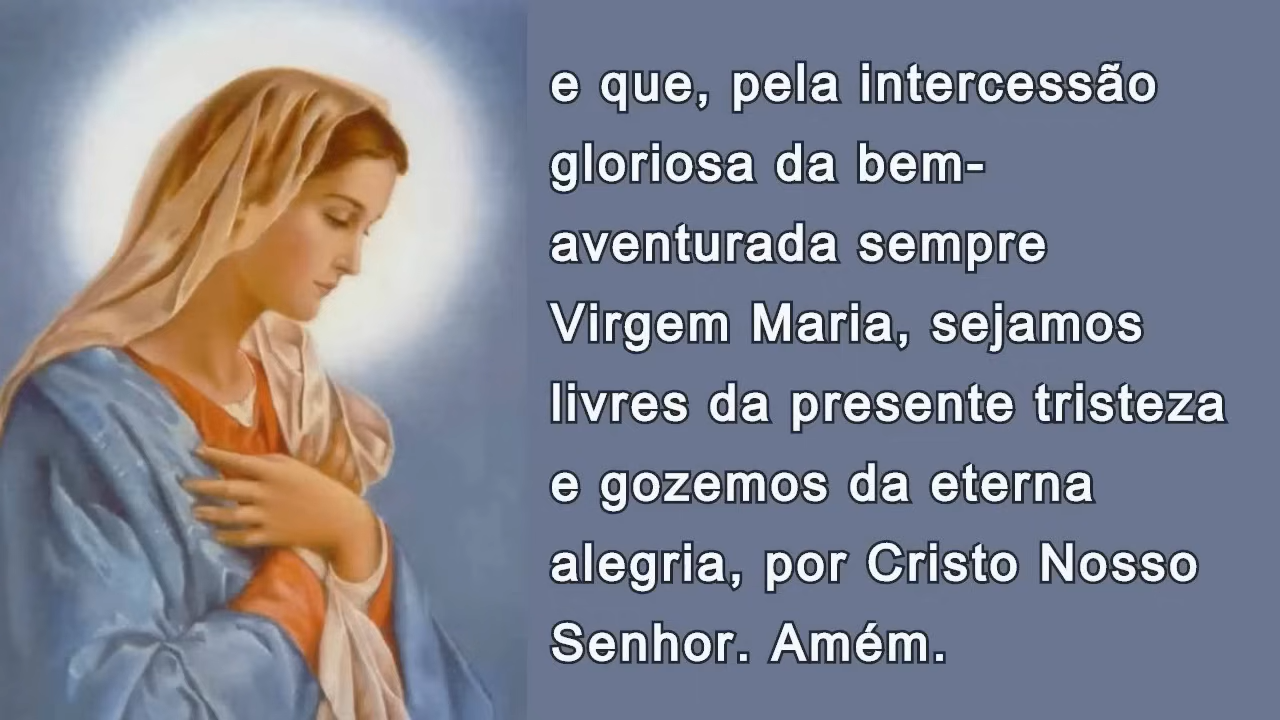 e que, pela intercessão
gloriosa da bem-
aventurada sempre
Virgem Maria, sejamos
livres da presente tristeza
e gozemos da eterna
alegria, por Cristo Nosso
Senhor. Amém.